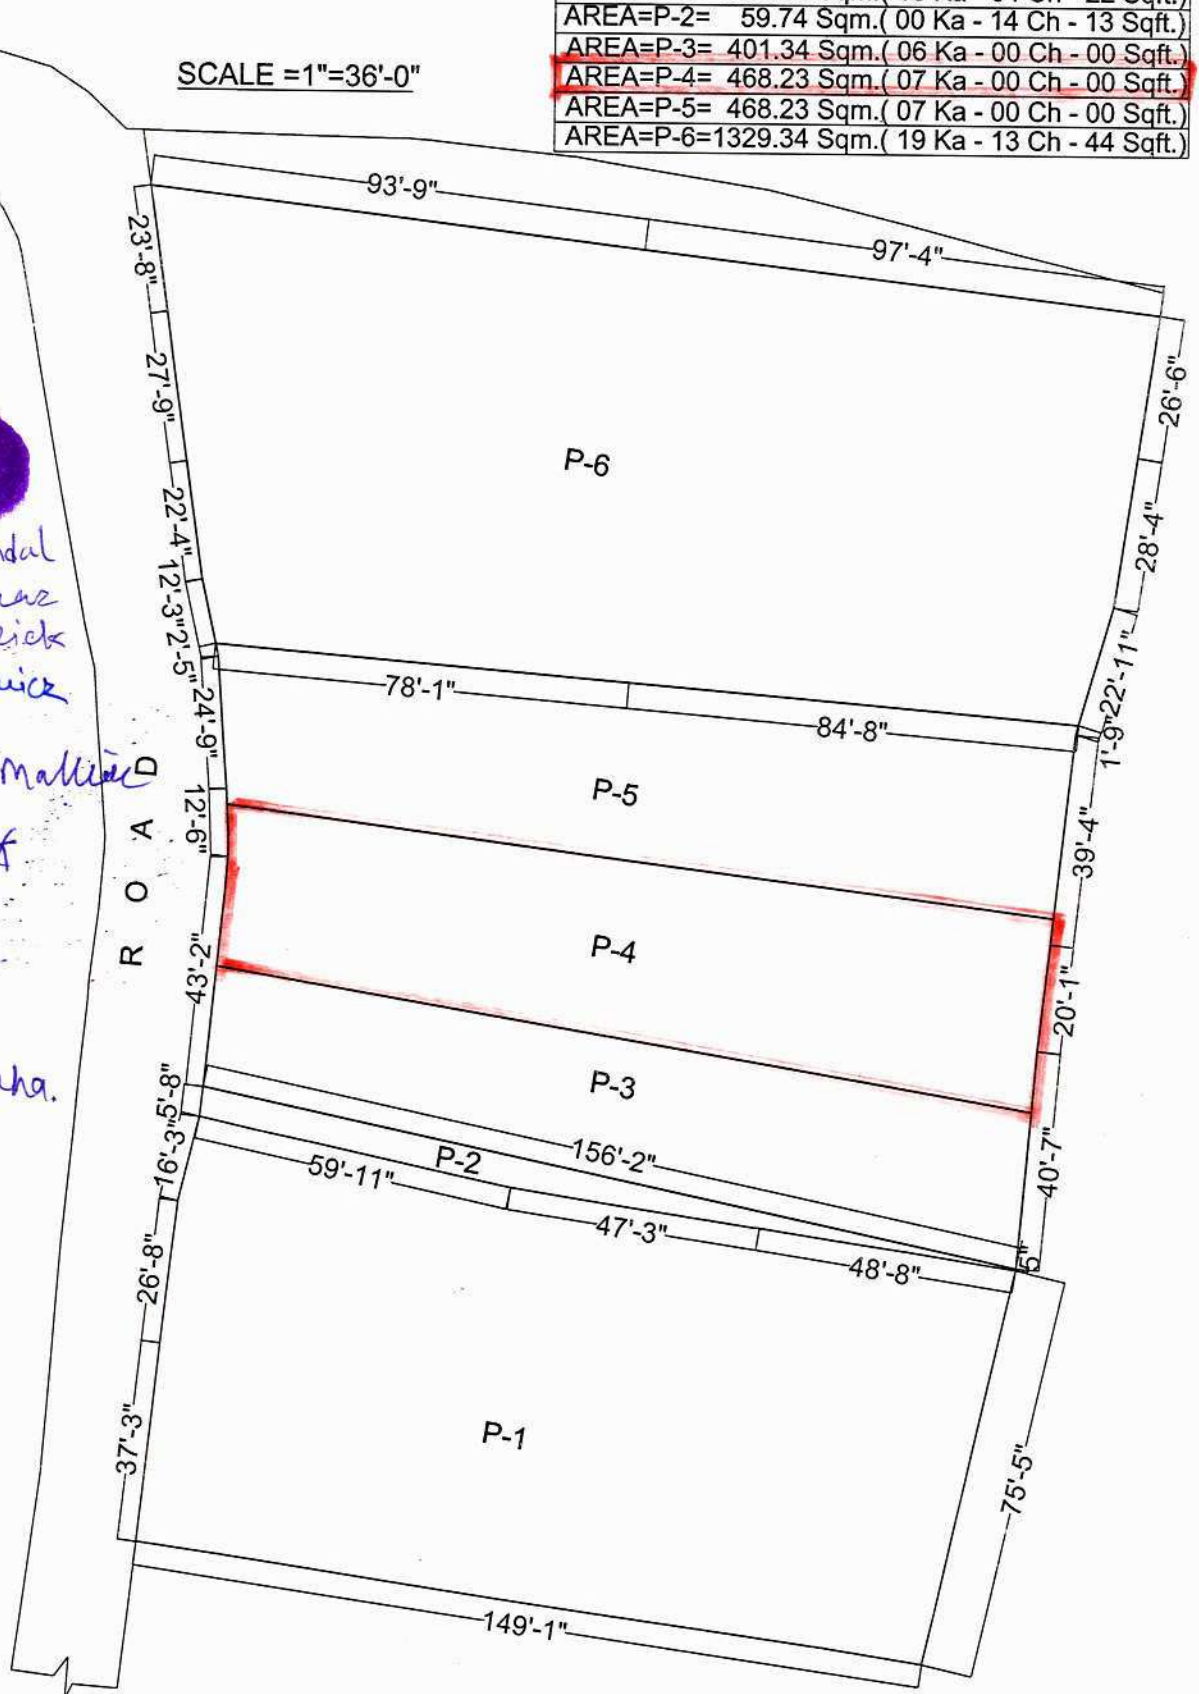 AREA=P-2= 59.74 Sqm.( 00 Ka - 14 Ch - 13 Sqft.)
SCALE =1"=36'-0"
AREA=P-3= 401.34 Sqm.( 06 Ka - 00 Ch - 00 Sqft.)
AREA=P-4= 468.23 Sqm.( 07 Ka - 00 Ch - 00 Sqft.)
AREA=P-5= 468.23 Sqm.( 07 Ka - 00 Ch - 00 Sqft.)
AREA=P-6=1329.34 Sqm.( 19 Ka - 13 Ch - 44 Sqft.)
93'-9"
97'-4"
23'-8"
27'-9"
26'-6"
P-6
22'-4"
28'-4"
12'-3"
2'-5"
22'-11"
1'-9"
78'-1"
84'-8"
24'-9"
Mallick
ROAD
P-5
12'-6"
39'-4"
P-4
43'-2"
20'-1"
P-3
5'-8"
16'-3"
156'-2"
P-2
59'-11"
40'-7"
47'-3"
5"
48'-8"
26'-8"
37'-3"
P-1
75'-5"
149'-1"